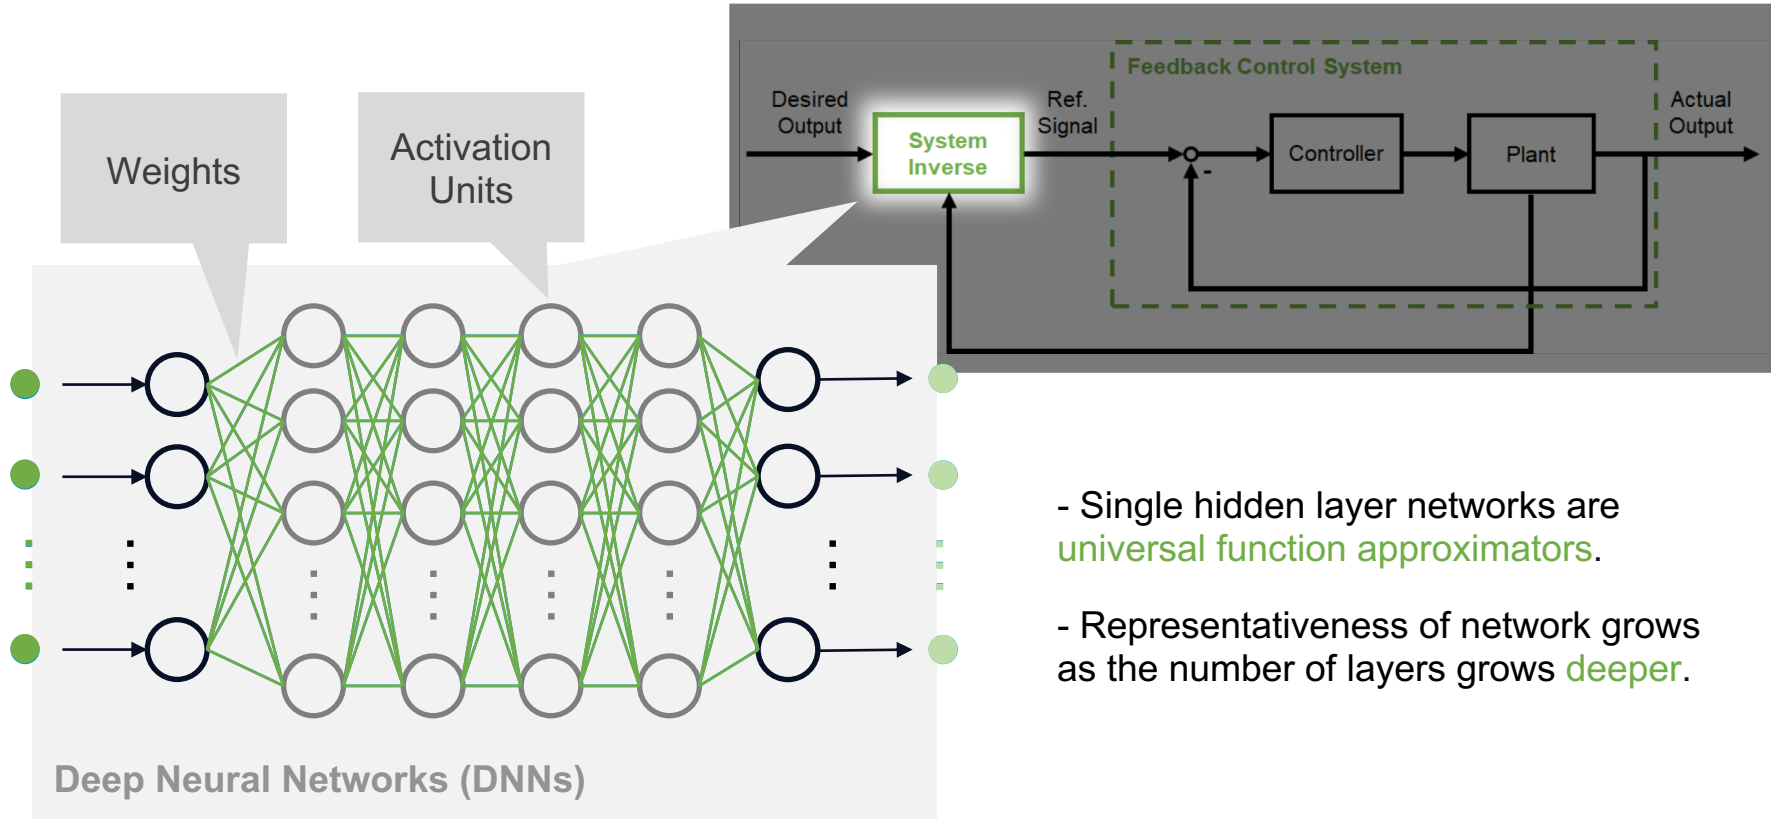 Feedback Control System
Desired
Output
System
Inverse
Ref.
Signal
-
Controller
Plant
Actual
Output
Weights
Activation
Units
- Single hidden layer networks are
universal function approximators.
- Representativeness of network grows
as the number of layers grows deeper.
Deep Neural Networks (DNNs)